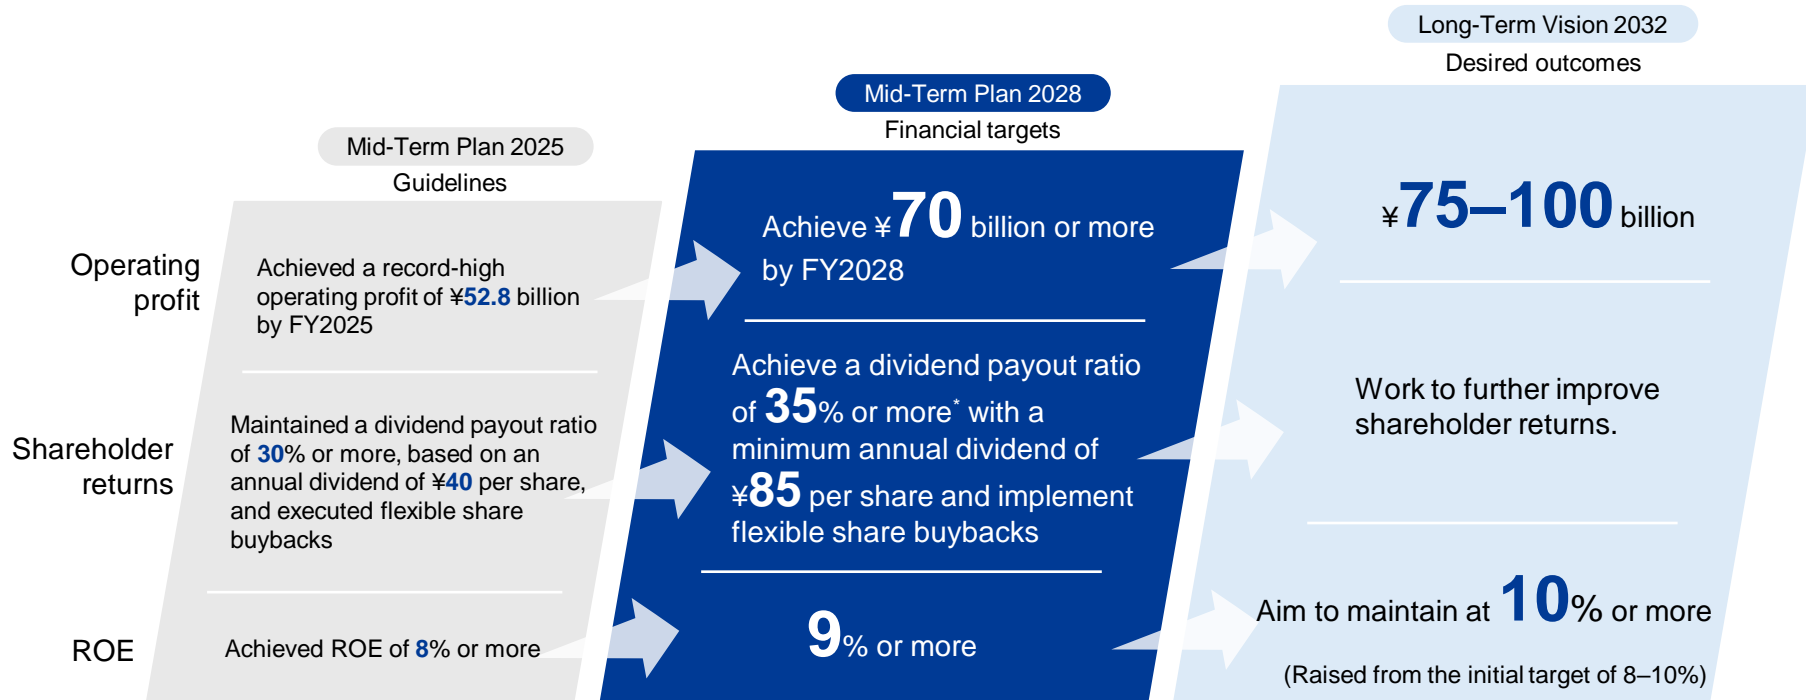 Long-Term Vision 2032
Desired outcomes
Mid-Term Plan 2028
Financial targets
Mid-Term Plan 2025
Guidelines
Operating
profit
Achieved a record-high
operating profit of ¥52.8 billion
by FY2025
Achieve ¥70 billion or more
by FY2028
¥75–100 billion
Shareholder
returns
Maintained a dividend payout ratio
of 30% or more, based on an
annual dividend of ¥40 per share,
and executed flexible share
buybacks
Achieve a dividend payout ratio
of 35% or more* with a
minimum annual dividend of
¥85 per share and implement
flexible share buybacks
Work to further improve
shareholder returns.
ROE
Achieved ROE of 8% or more
9% or more
Aim to maintain at 10% or more
(Raised from the initial target of 8–10%)